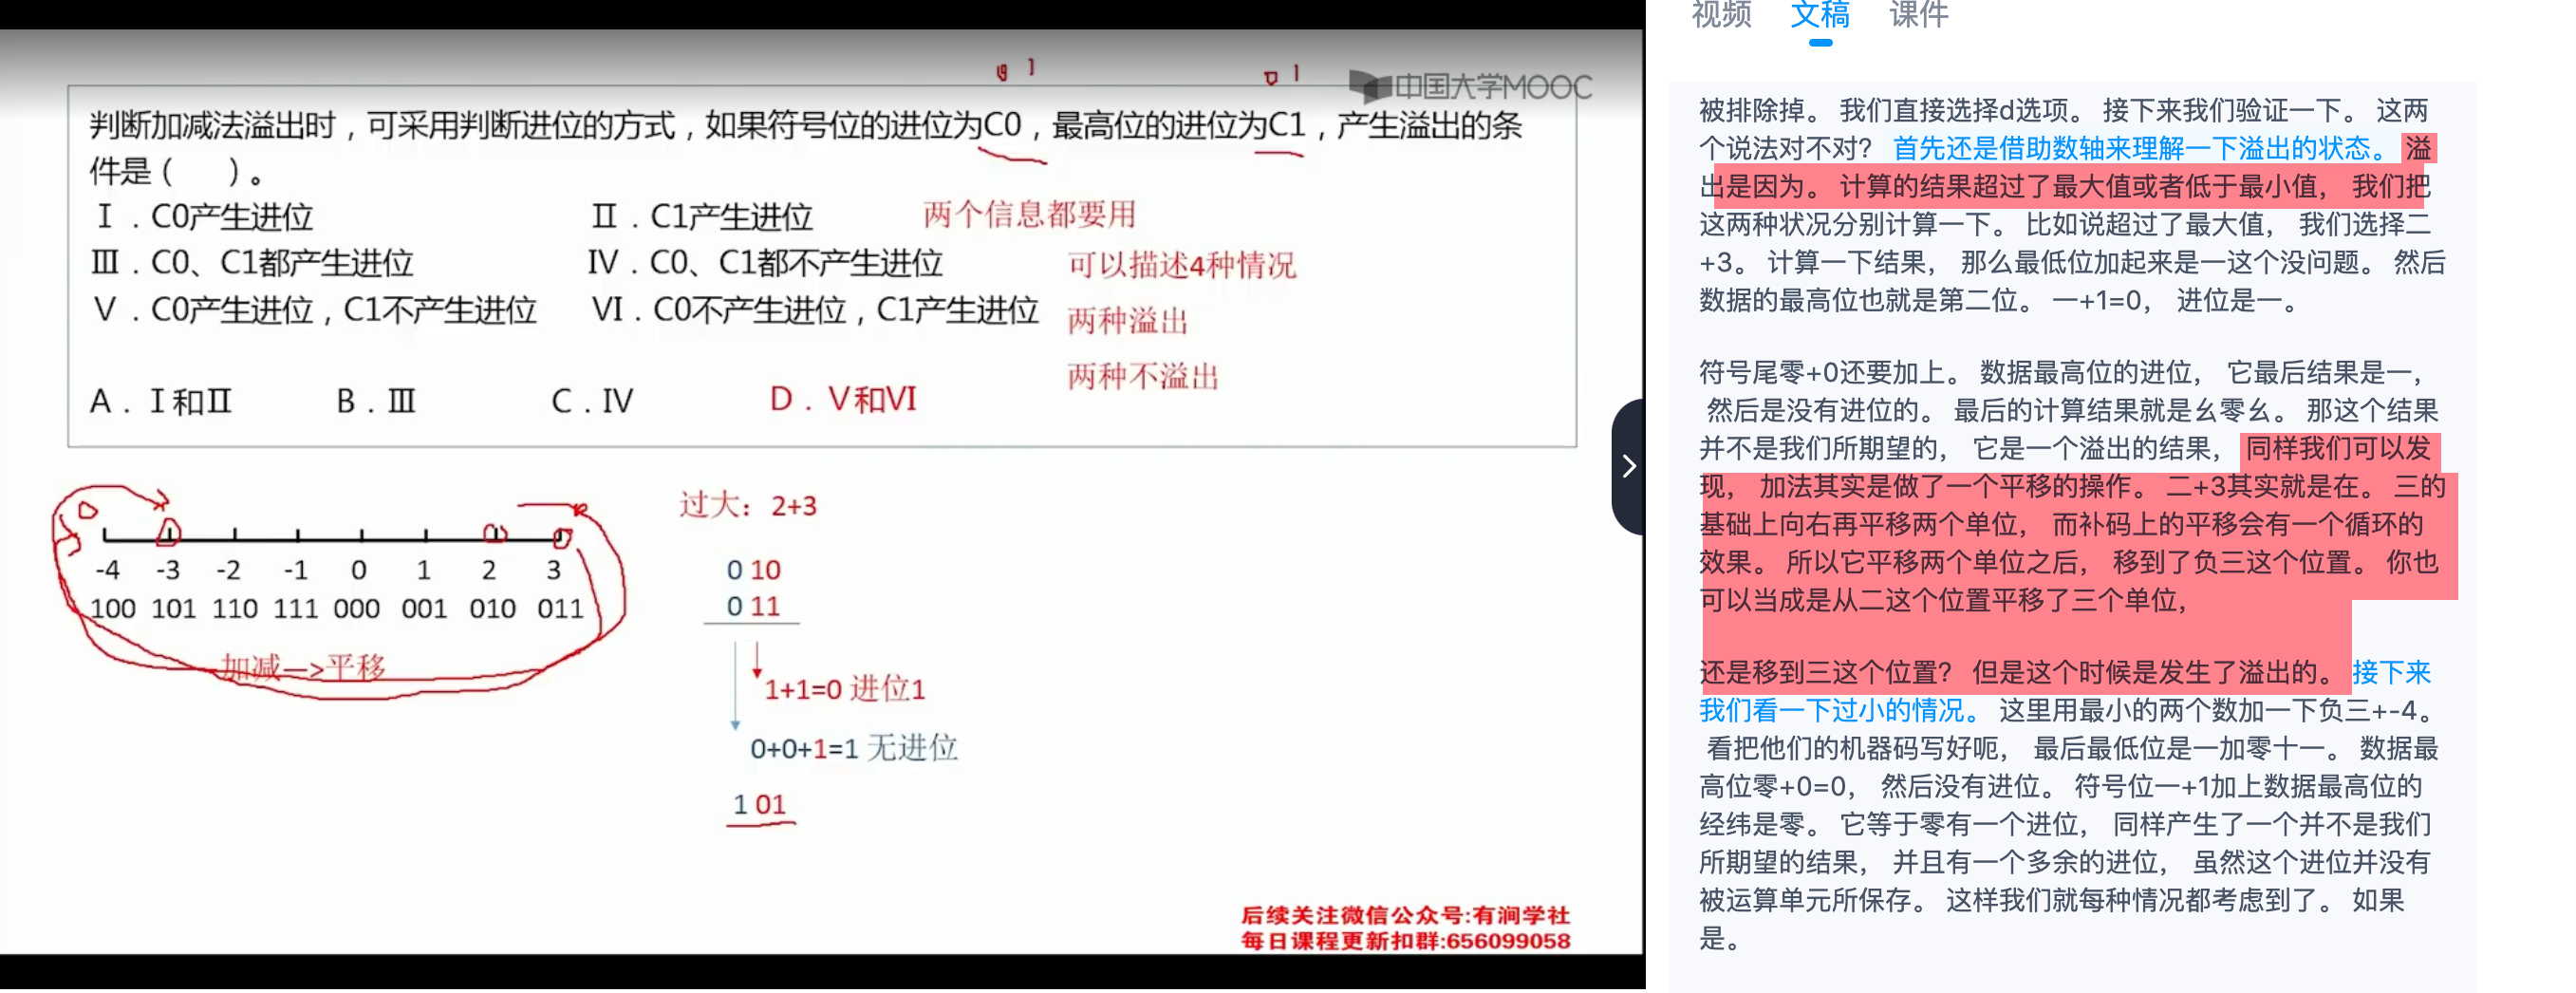 中国大学MOOC
判断加减法溢出时，可采用判断进位的方式，如果符号位的进位为C0，最高位的进位为C1，产生溢出的条
件是（ ）。
Ⅰ．C0产生进位 Ⅱ．C1产生进位 两个信息都要用
Ⅲ．C0、C1都产生进位 Ⅳ．C0、C1都不产生进位 可以描述4种情况
Ⅴ．C0产生进位，C1不产生进位 Ⅵ．C0不产生进位，C1产生进位
两种溢出
两种不溢出
A．Ⅰ和Ⅱ B．Ⅲ C．Ⅳ D．Ⅴ和Ⅵ
-4 -3 -2 -1 0 1 2 3
100 101 110 111 000 001 010 011
加减—>平移
过大：2+3
0 10
0 11
1+1=0 进位1
0+0+1=1 无进位
1 01
后续关注微信公众号:有涧学社
每日课程更新扣群:656099058
视频 文稿 课件
被排除掉。 我们直接选择d选项。 接下来我们验证一下。 这两
个说法对不对？ 首先还是借助数轴来理解一下溢出的状态。 溢
出是因为。 计算的结果超过了最大值或者低于最小值， 我们把
这两种状况分别计算一下。 比如说超过了最大值， 我们选择二
+3。 计算一下结果， 那么最低位加起来是一这个没问题。 然后
数据的最高位也就是第二位。 一+1=0， 进位是一。
符号尾零+0还要加上。 数据最高位的进位， 它最后结果是一，
然后是没有进位的。 最后的计算结果就是幺零幺。 那这个结果
并不是我们所期望的， 它是一个溢出的结果， 同样我们可以发
现， 加法其实是做了一个平移的操作。 二+3其实就是在。 三的
基础上向右再平移两个单位， 而补码上的平移会有一个循环的
效果。 所以它平移两个单位之后， 移到了负三这个位置。 你也
可以当成是从二这个位置平移了三个单位，
还是移到三这个位置？ 但是这个时候是发生了溢出的。 接下来
我们看一下过小的情况。 这里用最小的两个数加一下负三+-4。
看把他们的机器码写好呃， 最后最低位是一加零十一。 数据最
高位零+0=0， 然后没有进位。 符号位一+1加上数据最高位的
经纬是零。 它等于零有一个进位， 同样产生了一个并不是我们
所期望的结果， 并且有一个多余的进位， 虽然这个进位并没有
被运算单元所保存。 这样我们就每种情况都考虑到了。 如果
是。